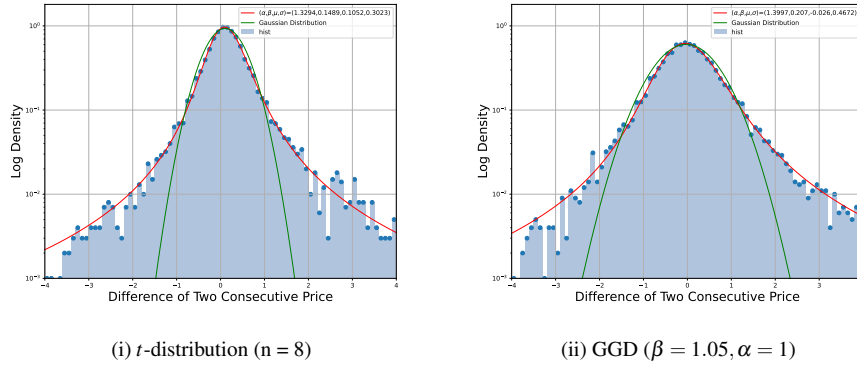 (α,β,μ,σ)=(1.3294,0.1489,0.1052,0.3023)
Gaussian Distribution
hist
10⁰
10⁻¹
10⁻²
10⁻³
Log Density
−4 −3 −2 −1 0 1 2 3 4
Difference of Two Consecutive Price
(i) t-distribution (n = 8)
(α,β,μ,σ)=(1.3997,0.207,-0.026,0.4672)
Gaussian Distribution
hist
10⁰
10⁻¹
10⁻²
10⁻³
Log Density
−4 −3 −2 −1 0 1 2 3
Difference of Two Consecutive Price
(ii) GGD (β = 1.05, α = 1)